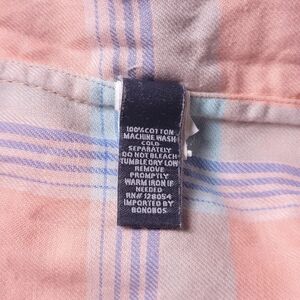 100% COTTON
MACHINE WASH
COLD
SEPARATELY
DO NOT BLEACH
TUMBLE DRY LOW
REMOVE
PROMPTLY
WARM IRON IF
NEEDED
RN# 128054
IMPORTED BY
BONOBOS